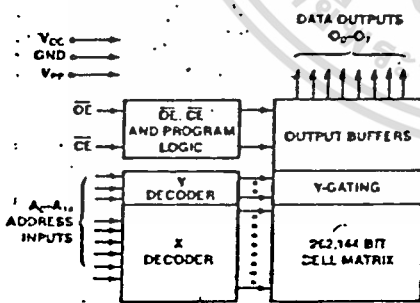 DATA OUTPUTS
O₀–O₇
VCC
GND
VPP
OE
CE
OE, CE
AND PROGRAM
LOGIC
OUTPUT BUFFERS
Y
DECODER
Y-GATING
A₀–A₁₄
ADDRESS
INPUTS
X
DECODER
262,144 BIT
CELL MATRIX